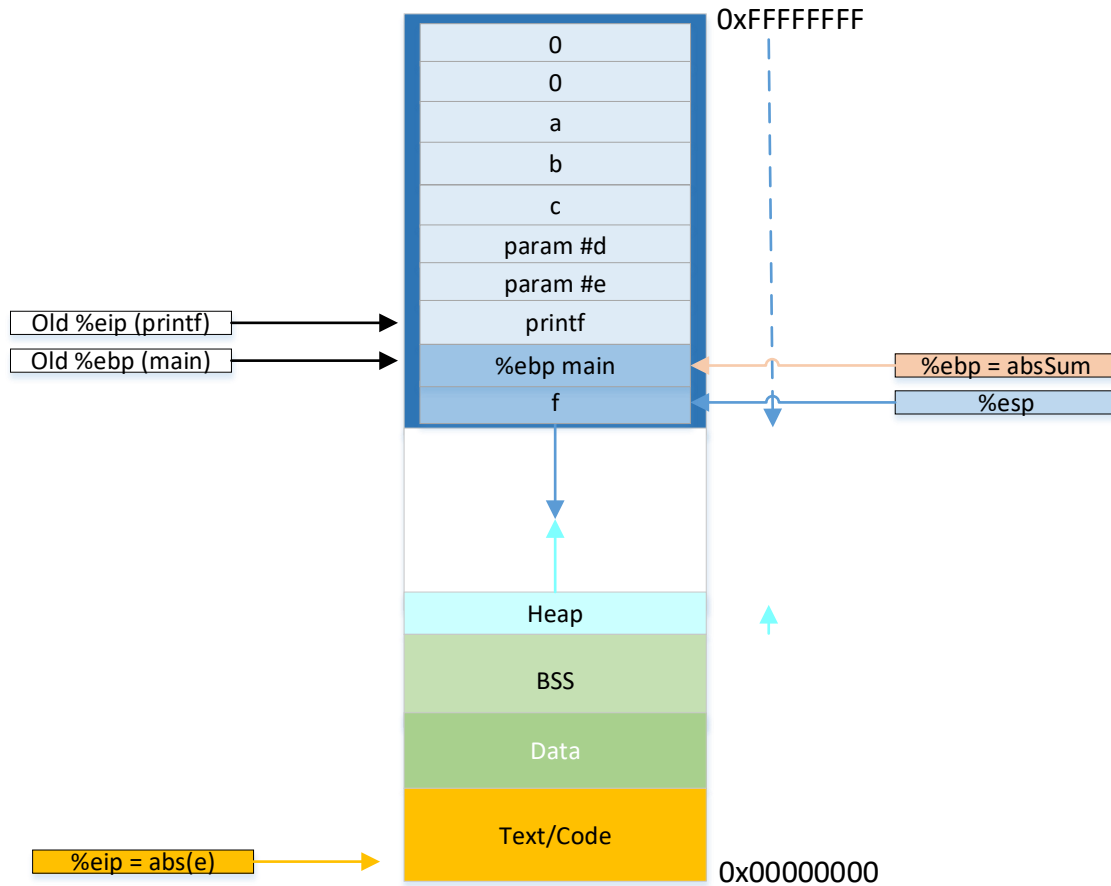 0xFFFFFFFF
0
0
a
b
c
param #d
param #e
Old %eip (printf)
printf
Old %ebp (main)
%ebp main
%ebp = absSum
f
%esp
Heap
BSS
Data
Text/Code
%eip = abs(e)
0x00000000